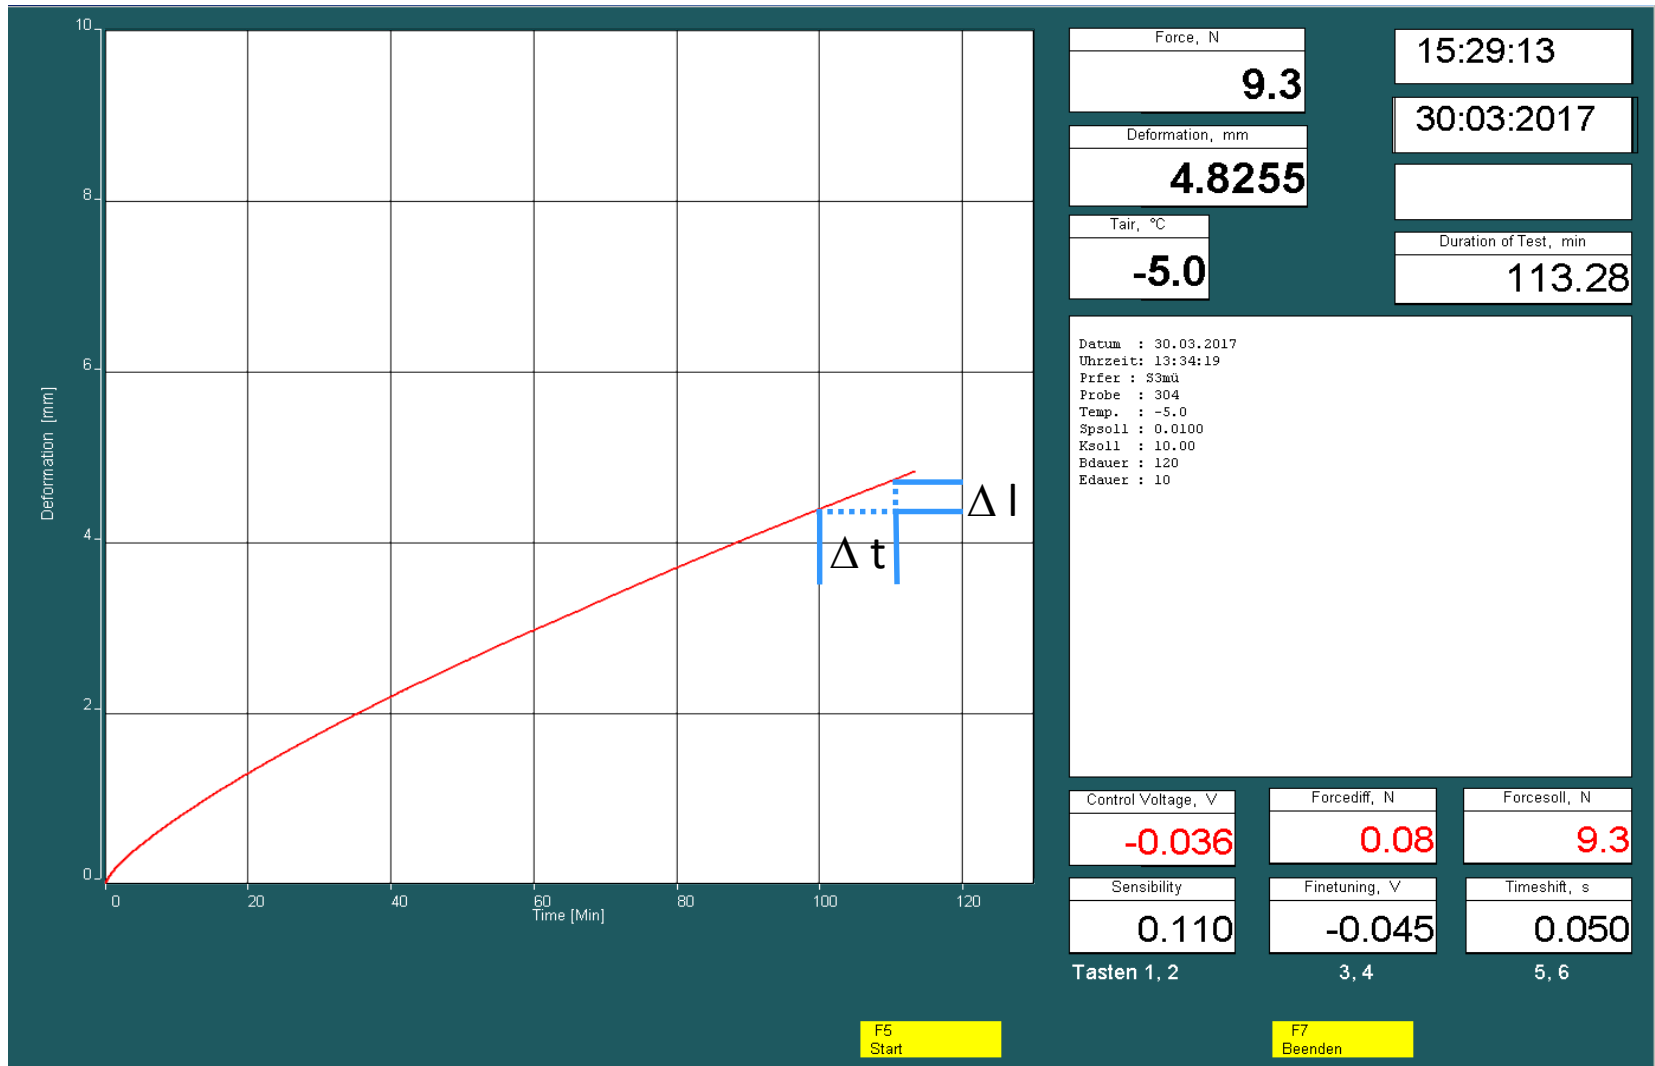 10
8
6
4
2
0
Deformation [mm]
0 20 40 60 80 100 120
Time [Min]
Δ l
Δ t
Force, N
9.3
Deformation, mm
4.8255
Tair, °C
-5.0
15:29:13
30:03:2017
Duration of Test, min
113.28
Datum : 30.03.2017
Uhrzeit: 13:34:19
Prfer : S3mü
Probe : 304
Temp. : -5.0
Spsoll : 0.0100
Ksoll : 10.00
Bdauer : 120
Edauer : 10
Control Voltage, V
-0.036
Forcediff, N
0.08
Forcesoll, N
9.3
Sensibility
0.110
Finetuning, V
-0.045
Timeshift, s
0.050
Tasten 1, 2
3, 4
5, 6
F5
Start
F7
Beenden